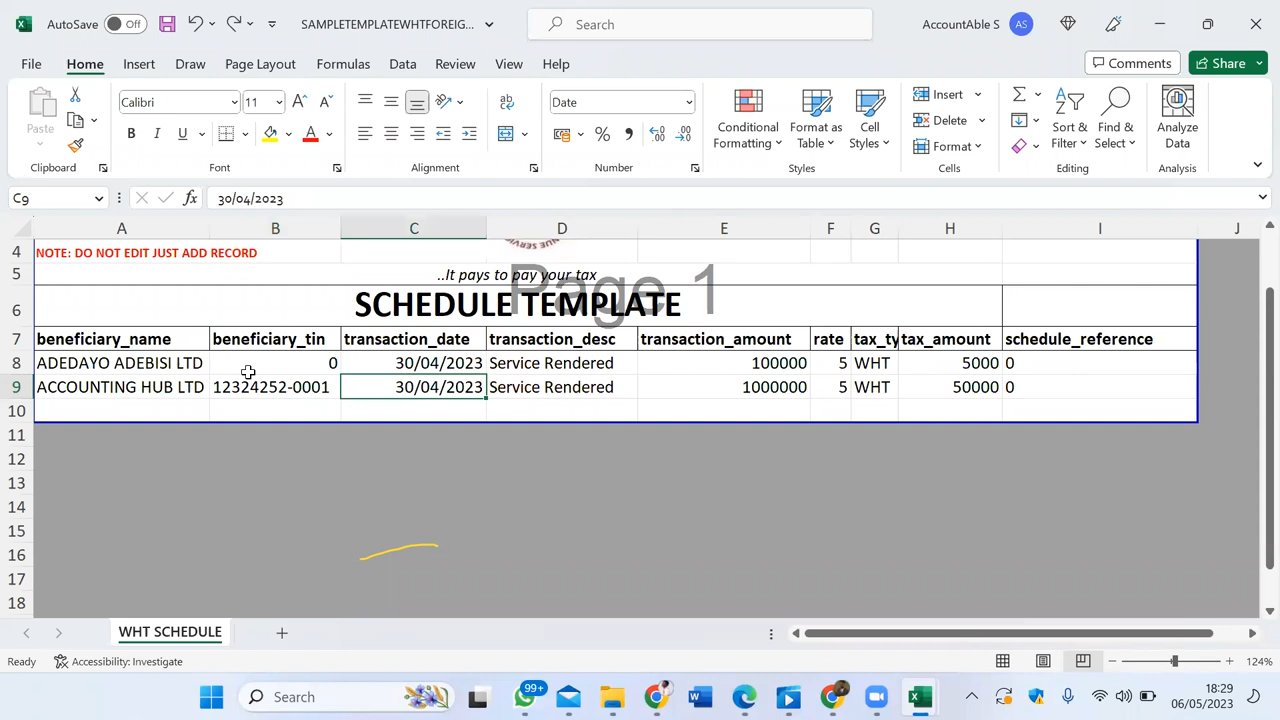 AutoSave Off SAMPLETEMPLATEWHTFOREIG... Search AccountAble S AS
File Home Insert Draw Page Layout Formulas Data Review View Help Comments Share
Paste Calibri 11 B I U A Date Conditional Formatting Format as Table Cell Styles Insert Delete Format Sort & Filter Find & Select Analyze Data
Clipboard Font Alignment Number Styles Cells Editing Analysis
C9 fx 30/04/2023
A B C D E F G H I J
4 NOTE: DO NOT EDIT JUST ADD RECORD NUE SERVICE
5 ..It pays to pay your tax
Page 1
6 SCHEDULE TEMPLATE
7 beneficiary_name beneficiary_tin transaction_date transaction_desc transaction_amount rate tax_ty tax_amount schedule_reference
8 ADEDAYO ADEBISI LTD 0 30/04/2023 Service Rendered 100000 5 WHT 5000 0
9 ACCOUNTING HUB LTD 12324252-0001 30/04/2023 Service Rendered 1000000 5 WHT 50000 0
10
11
12
13
14
15
16
17
18
WHT SCHEDULE
Ready Accessibility: Investigate 124%
Search 99+ 18:29
06/05/2023